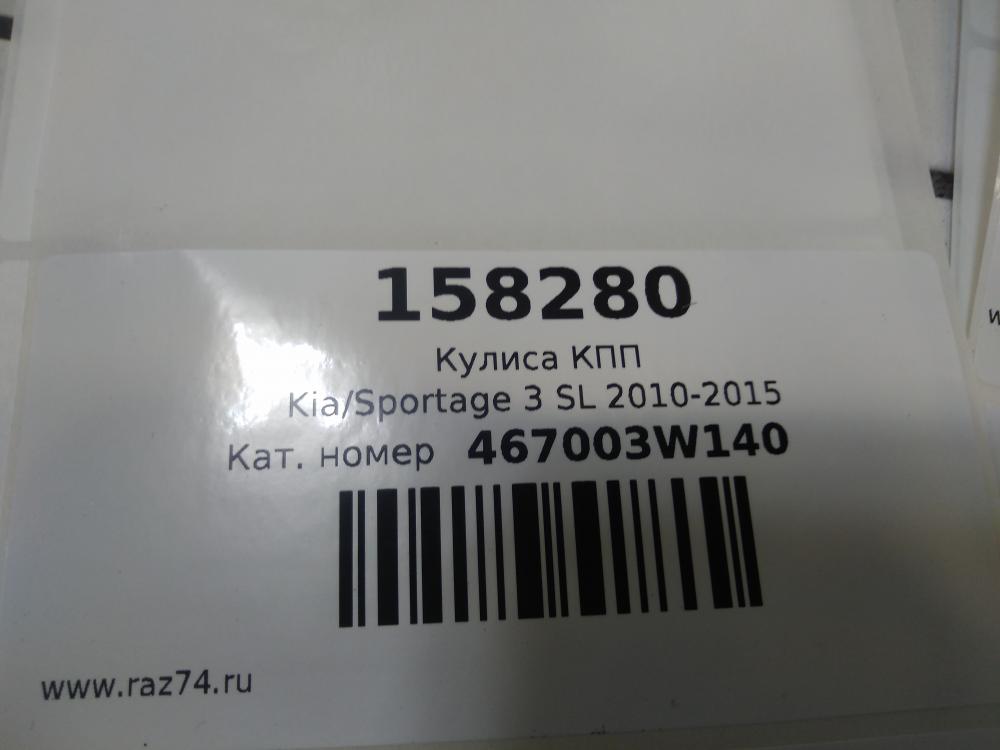 158280
Кулиса КПП
Kia/Sportage 3 SL 2010-2015
Кат. номер 467003W140
www.raz74.ru